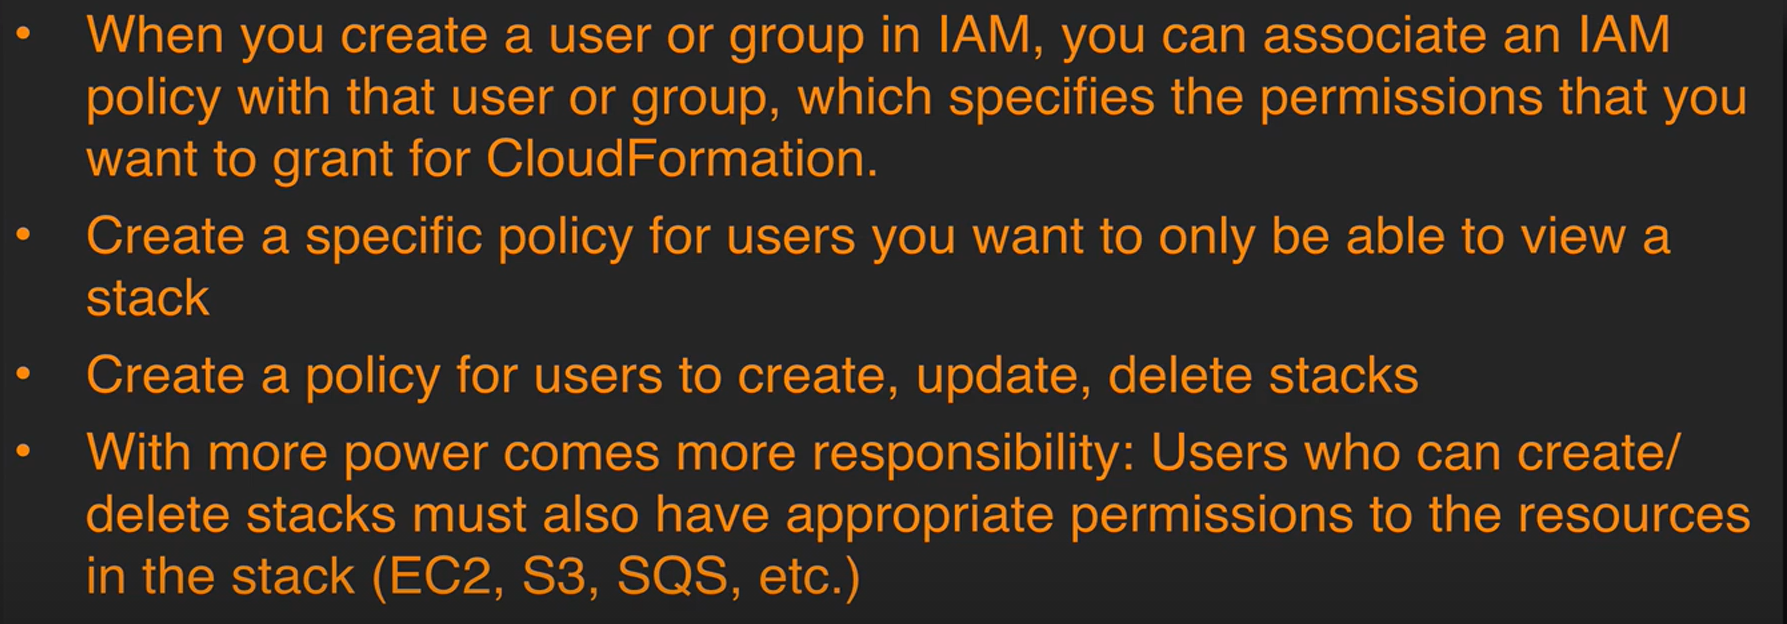 • When you create a user or group in IAM, you can associate an IAM
policy with that user or group, which specifies the permissions that you
want to grant for CloudFormation.
• Create a specific policy for users you want to only be able to view a
stack
• Create a policy for users to create, update, delete stacks
• With more power comes more responsibility: Users who can create/
delete stacks must also have appropriate permissions to the resources
in the stack (EC2, S3, SQS, etc.)